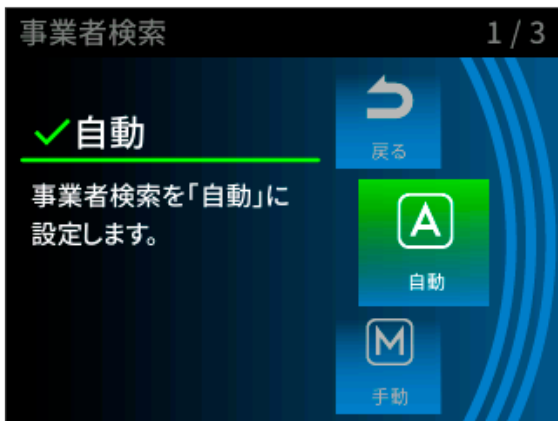 事業者検索 1/3
自動
事業者検索を「自動」に
設定します。
戻る
A
自動
M
手動